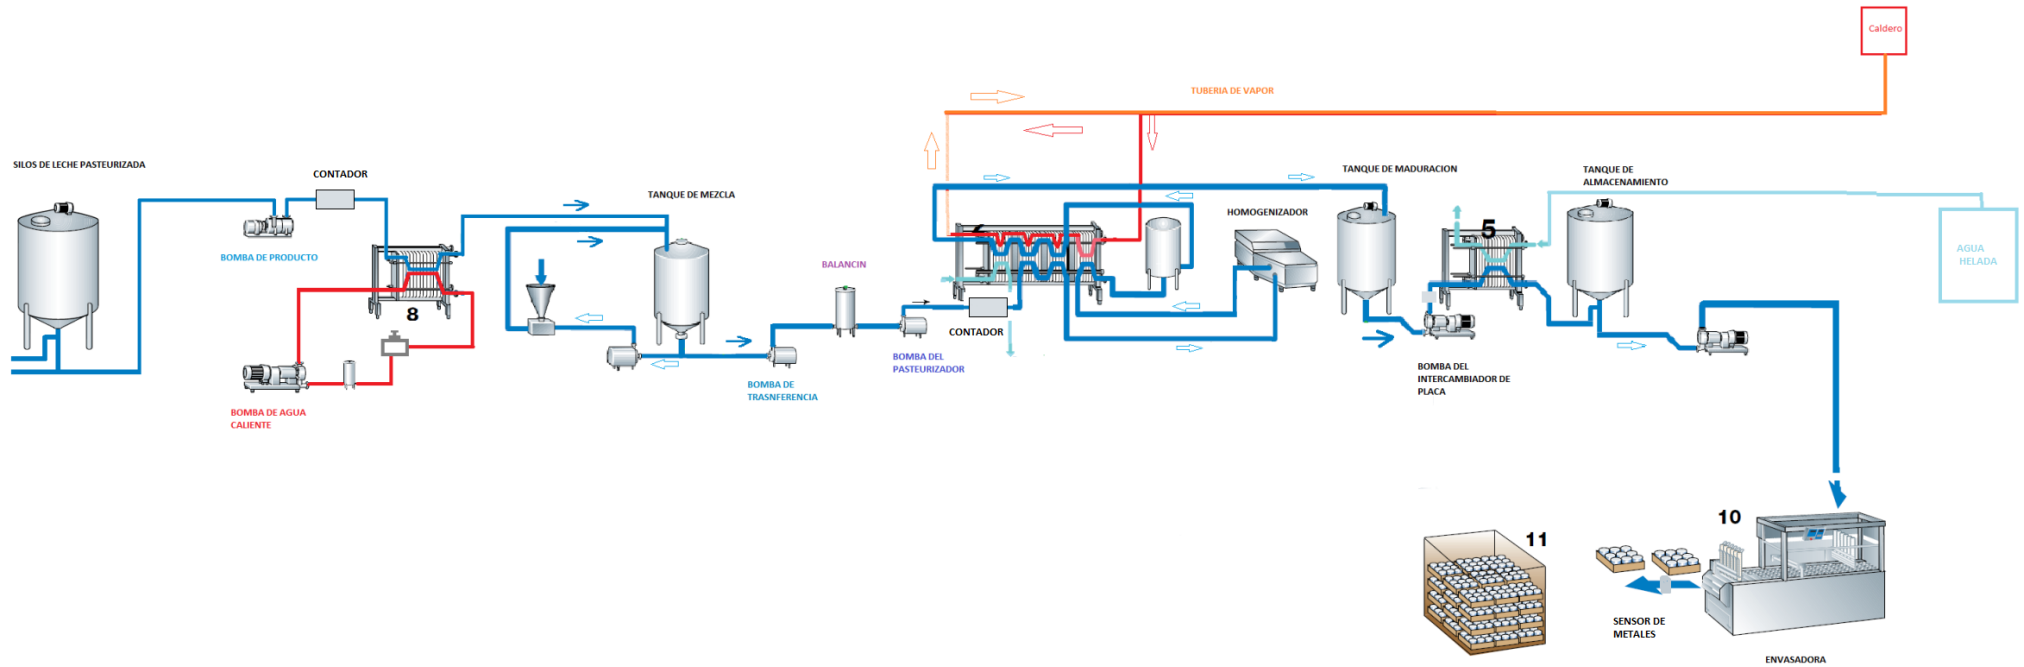 Caldero
TUBERIA DE VAPOR
SILOS DE LECHE PASTEURIZADA
CONTADOR
TANQUE DE MEZCLA
TANQUE DE MADURACION
TANQUE DE
ALMACENAMIENTO
HOMOGENIZADOR
5
BOMBA DE PRODUCTO
BALANCIN
AGUA
HELADA
8
CONTADOR
BOMBA DEL
PASTEURIZADOR
BOMBA DEL
INTERCAMBIADOR DE
PLACA
BOMBA DE
TRASNFERENCIA
BOMBA DE AGUA
CALIENTE
10
11
SENSOR DE
METALES
ENVASADORA